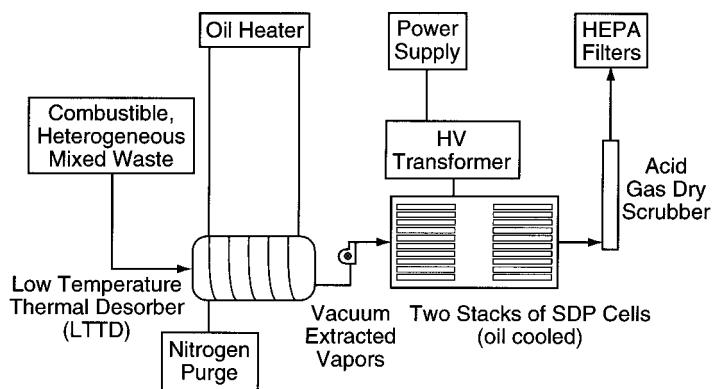 Oil Heater
Power
Supply
HEPA
Filters
Combustible,
Heterogeneous
Mixed Waste
HV
Transformer
Acid
Gas Dry
Scrubber
Low Temperature
Thermal Desorber
(LTTD)
Vacuum
Extracted
Vapors
Two Stacks of SDP Cells
(oil cooled)
Nitrogen
Purge